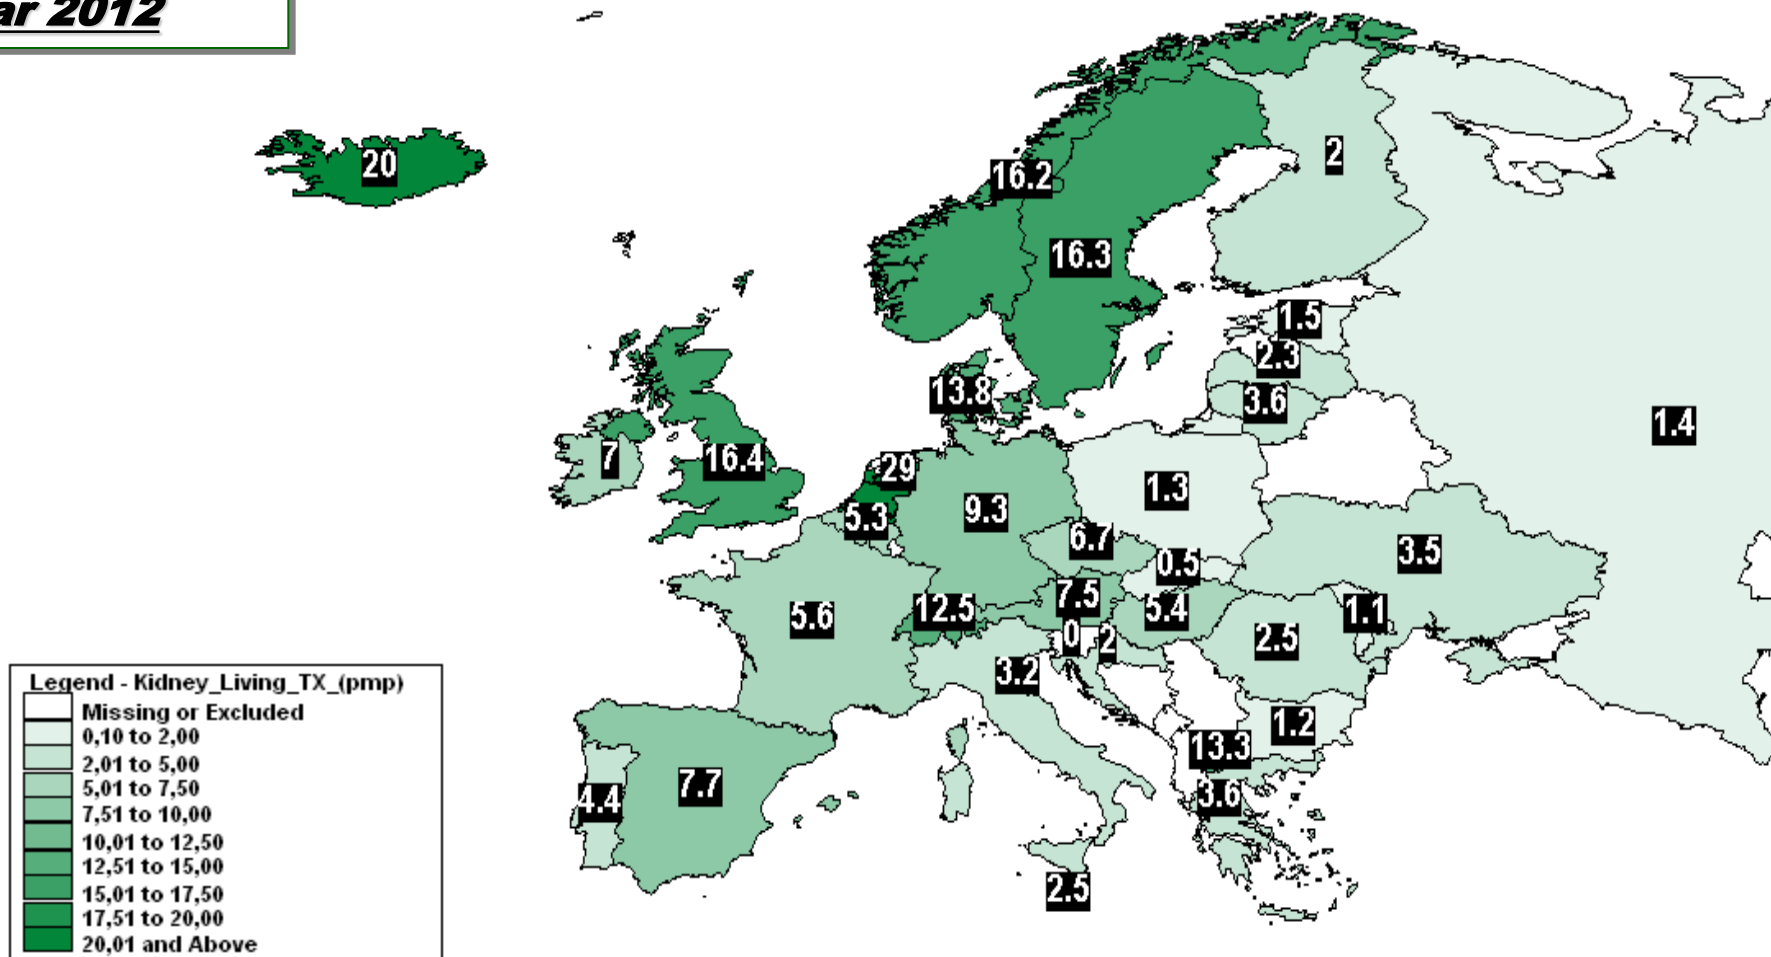 ar 2012
20
2
16.2
16.3
1.5
2.3
13.8
3.6
1.4
7
16.4
29
1.3
5.3
9.3
6.7
3.5
0.5
7.5
12.5
5.4
1.1
5.6
0
2
2.5
3.2
1.2
13.3
7.7
4.4
3.6
2.5
Legend - Kidney_Living_TX_(pmp)
Missing or Excluded
0,10 to 2,00
2,01 to 5,00
5,01 to 7,50
7,51 to 10,00
10,01 to 12,50
12,51 to 15,00
15,01 to 17,50
17,51 to 20,00
20,01 and Above